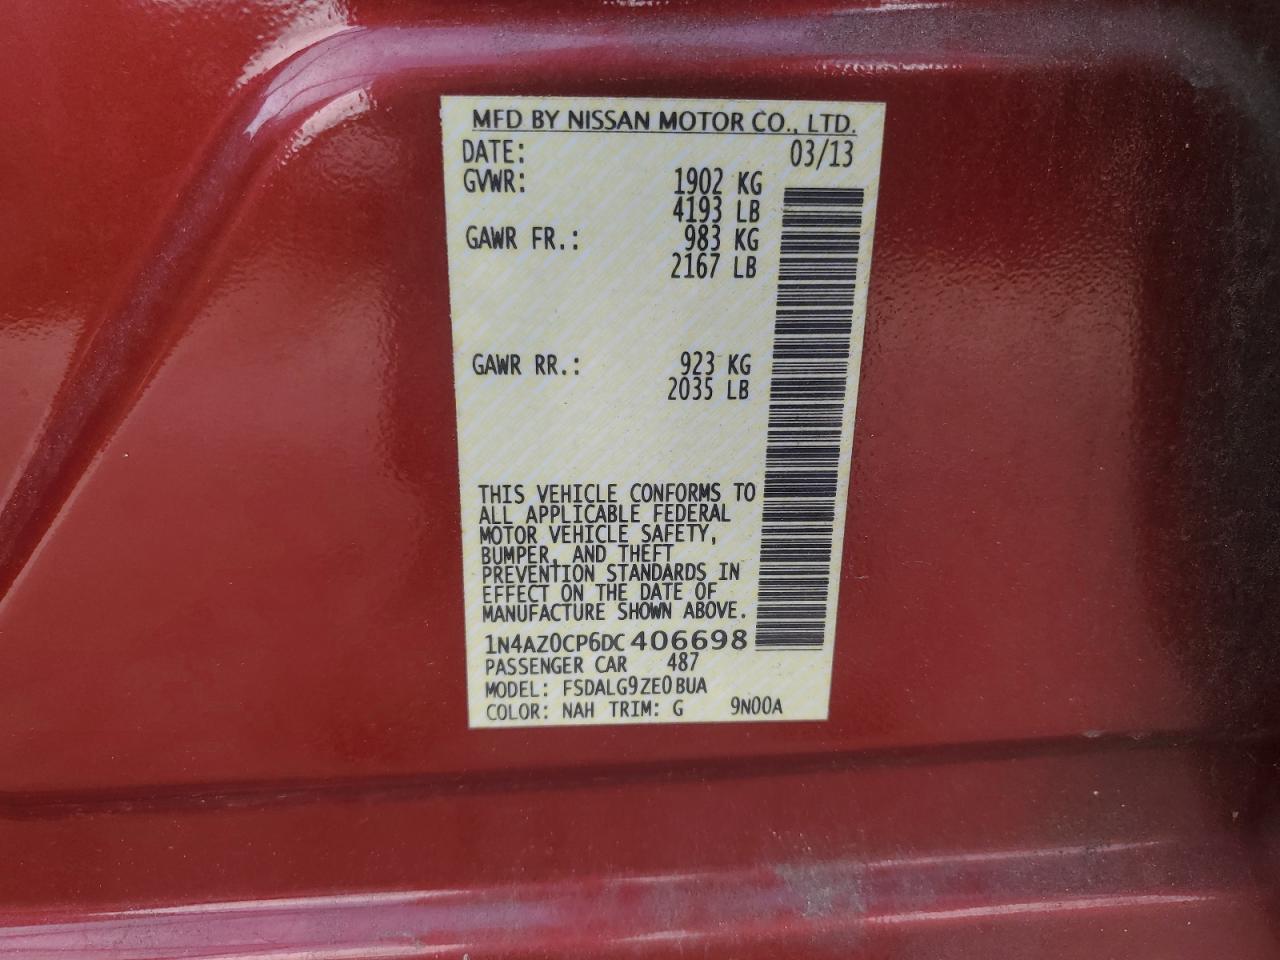 MFD BY NISSAN MOTOR CO., LTD.
DATE: 03/13
GVWR: 1902 KG
4193 LB
GAWR FR.: 983 KG
2167 LB
GAWR RR.: 923 KG
2035 LB
THIS VEHICLE CONFORMS TO
ALL APPLICABLE FEDERAL
MOTOR VEHICLE SAFETY,
BUMPER, AND THEFT
PREVENTION STANDARDS IN
EFFECT ON THE DATE OF
MANUFACTURE SHOWN ABOVE.
1N4AZ0CP6DC406698
PASSENGER CAR 487
MODEL: FSDALG9ZE0BUA
COLOR: NAH TRIM: G 9N00A